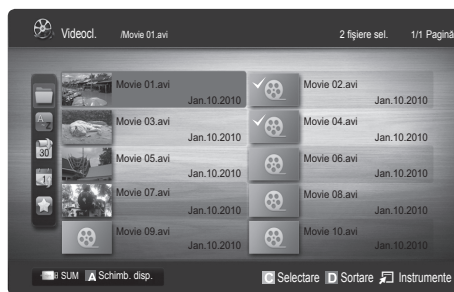 Videocl. /Movie 01.avi 2 fişiere sel. 1/1 Pagină
Movie 01.avi Movie 02.avi
Jan.10.2010 Jan.10.2010
Movie 03.avi Movie 04.avi
Jan.10.2010 Jan.10.2010
Movie 05.avi Movie 06.avi
Jan.10.2010 Jan.10.2010
Movie 07.avi Movie 08.avi
Jan.10.2010 Jan.10.2010
Movie 09.avi Movie 10.avi
Jan.10.2010 Jan.10.2010
A Z
30
1
SUM A Schimb. disp. C Selectare D Sortare Instrumente